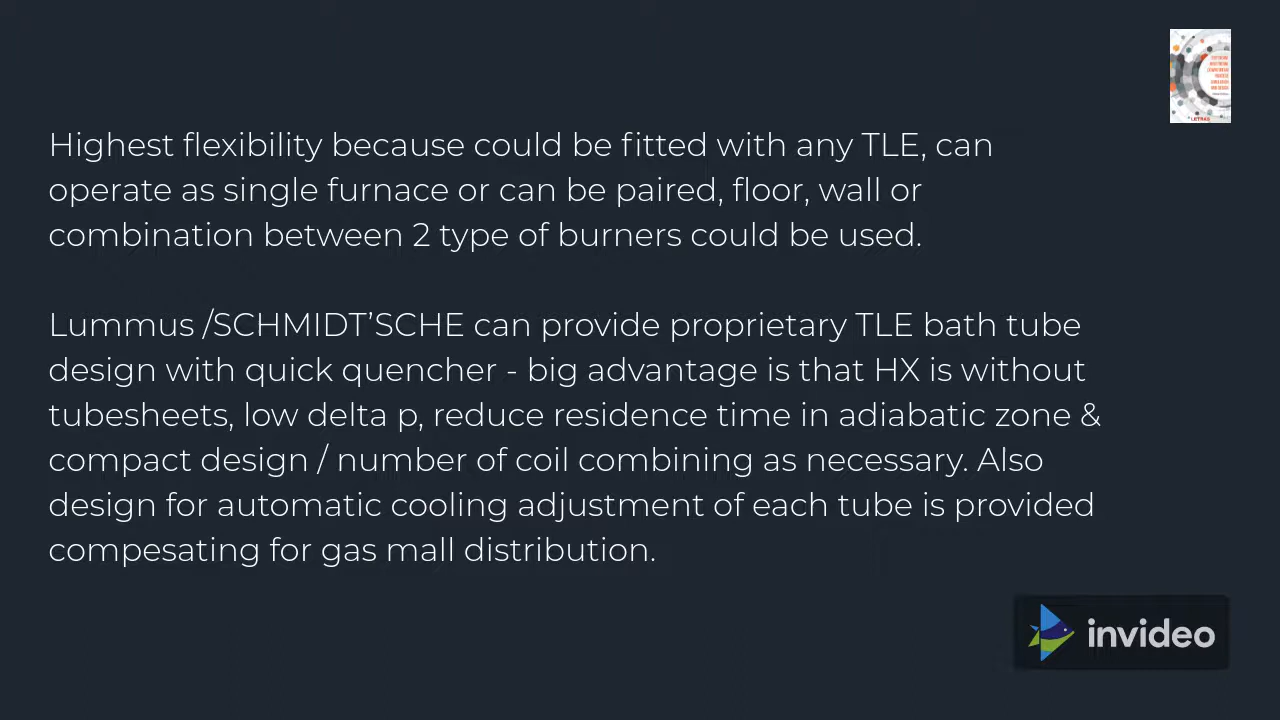 Highest flexibility because could be fitted with any TLE, can
operate as single furnace or can be paired, floor, wall or
combination between 2 type of burners could be used.
Lummus /SCHMIDT’SCHE can provide proprietary TLE bath tube
design with quick quencher - big advantage is that HX is without
tubesheets, low delta p, reduce residence time in adiabatic zone &
compact design / number of coil combining as necessary. Also
design for automatic cooling adjustment of each tube is provided
compesating for gas mall distribution.
invideo